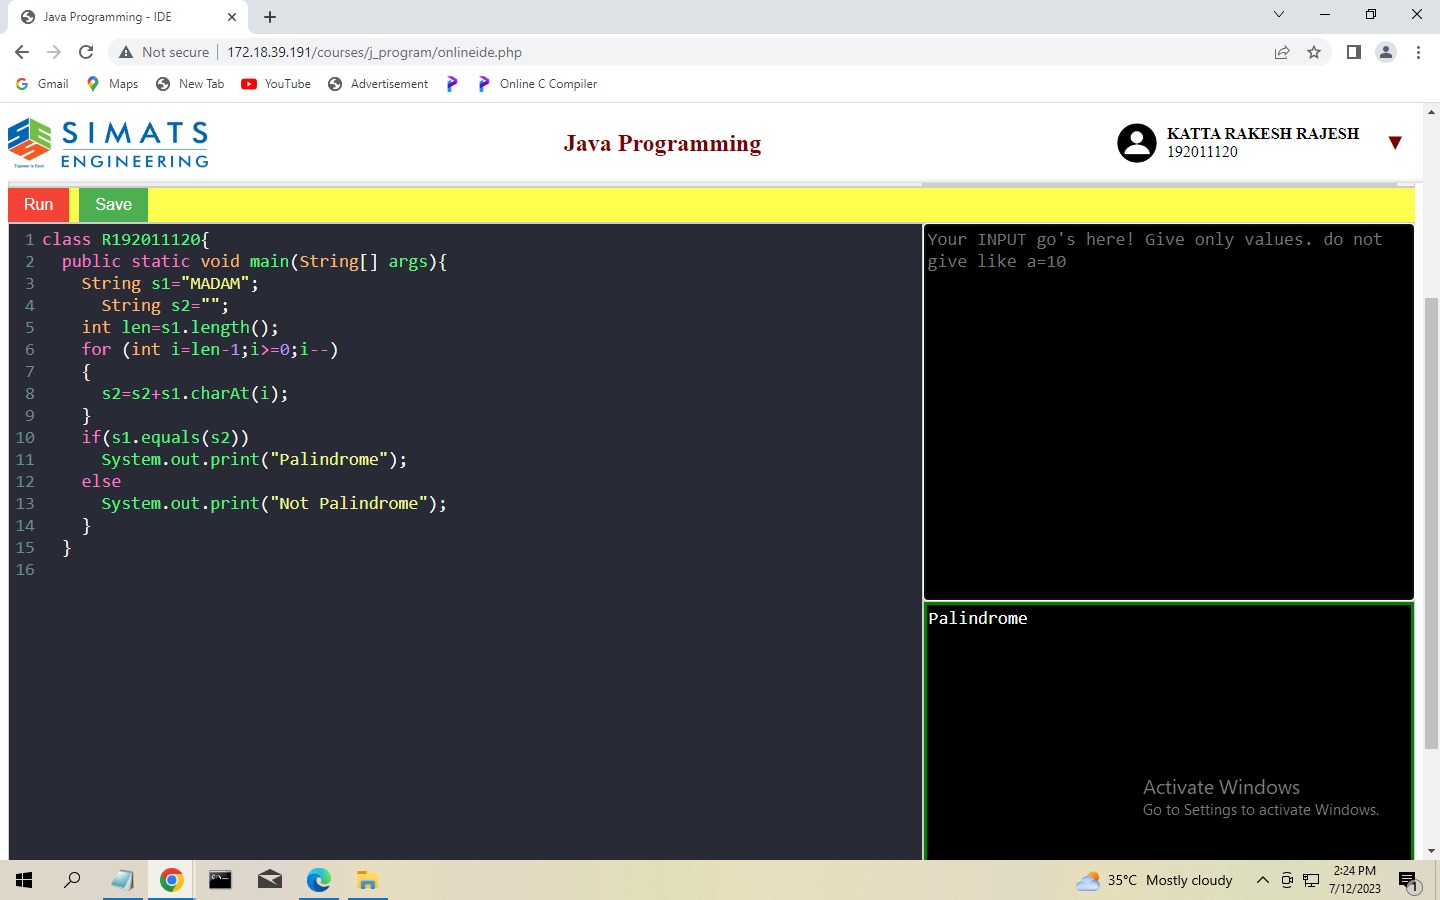 Java Programming - IDE
Not secure 172.18.39.191/courses/j_program/onlineide.php
Gmail Maps New Tab YouTube Advertisement Online C Compiler
SIMATS
ENGINEERING
Java Programming
KATTA RAKESH RAJESH
192011120
Run Save
1 class R192011120{
2 public static void main(String[] args){
3 String s1="MADAM";
4 String s2="";
5 int len=s1.length();
6 for (int i=len-1;i>=0;i--)
7 {
8 s2=s2+s1.charAt(i);
9 }
10 if(s1.equals(s2))
11 System.out.print("Palindrome");
12 else
13 System.out.print("Not Palindrome");
14 }
15 }
16
Your INPUT go's here! Give only values. do not
give like a=10
Palindrome
Activate Windows
Go to Settings to activate Windows.
35°C Mostly cloudy
2:24 PM
7/12/2023
1